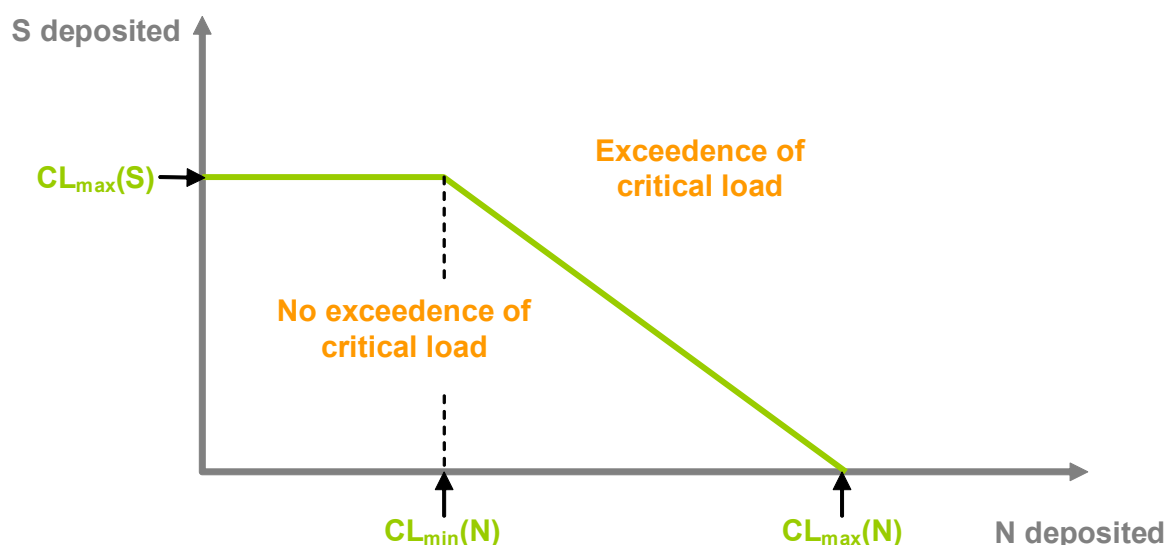 S deposited
Exceedence of
critical load
CLmax(S)
No exceedence of
critical load
CLmin(N)
CLmax(N)
N deposited